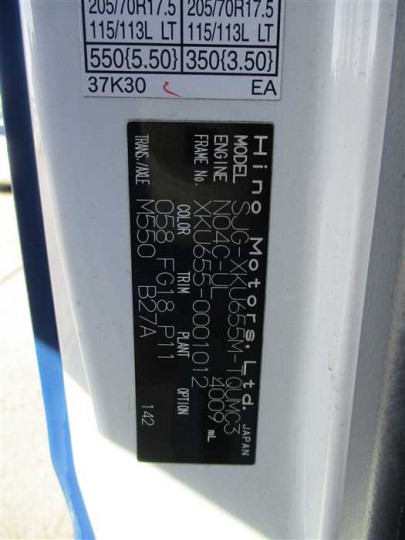 205/70R17.5 205/70R17.5
115/113L LT 115/113L LT
550{5.50} 350{3.50}
37K30 EA
Hino Motors, Ltd. JAPAN
MODEL SJG-XKU655M-TQUMC3
ENGINE N04C-UL 4009 mL
FRAME No. XKU655-0001012
COLOR TRIM PLANT OPTION
058 FG18 P11
TRANS./AXLE M550 B27A 142